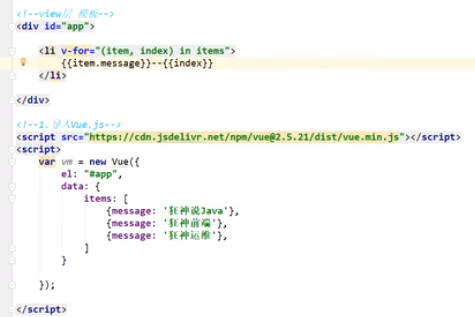 <!--view层 模板-->
<div id="app">
<li v-for="(item, index) in items">
{{item.message}}--{{index}}
</li>
</div>
<!--1.导入Vue.js-->
<script src="https://cdn.jsdelivr.net/npm/vue@2.5.21/dist/vue.min.js"></script>
<script>
var vm = new Vue({
el: "#app",
data: {
items: [
{message: '狂神说Java'},
{message: '狂神前端'},
{message: '狂神运维'},
]
}
});
</script>